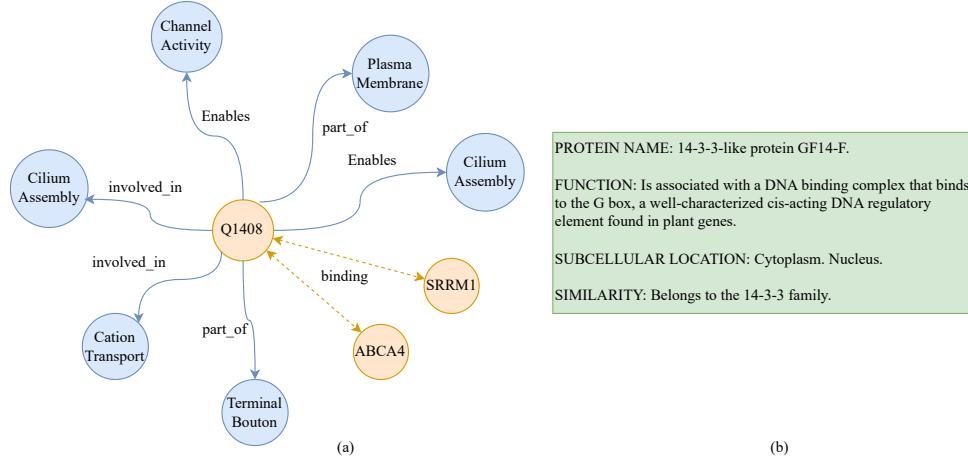 Channel
Activity
Plasma
Membrane
Enables
part_of
Enables
Cilium
Assembly
involved_in
Cilium
Assembly
Q1408
involved_in
binding
SRRM1
part_of
ABCA4
Cation
Transport
Terminal
Bouton
(a)
PROTEIN NAME: 14-3-3-like protein GF14-F.
FUNCTION: Is associated with a DNA binding complex that binds
to the G box, a well-characterized cis-acting DNA regulatory
element found in plant genes.
SUBCELLULAR LOCATION: Cytoplasm. Nucleus.
SIMILARITY: Belongs to the 14-3-3 family.
(b)